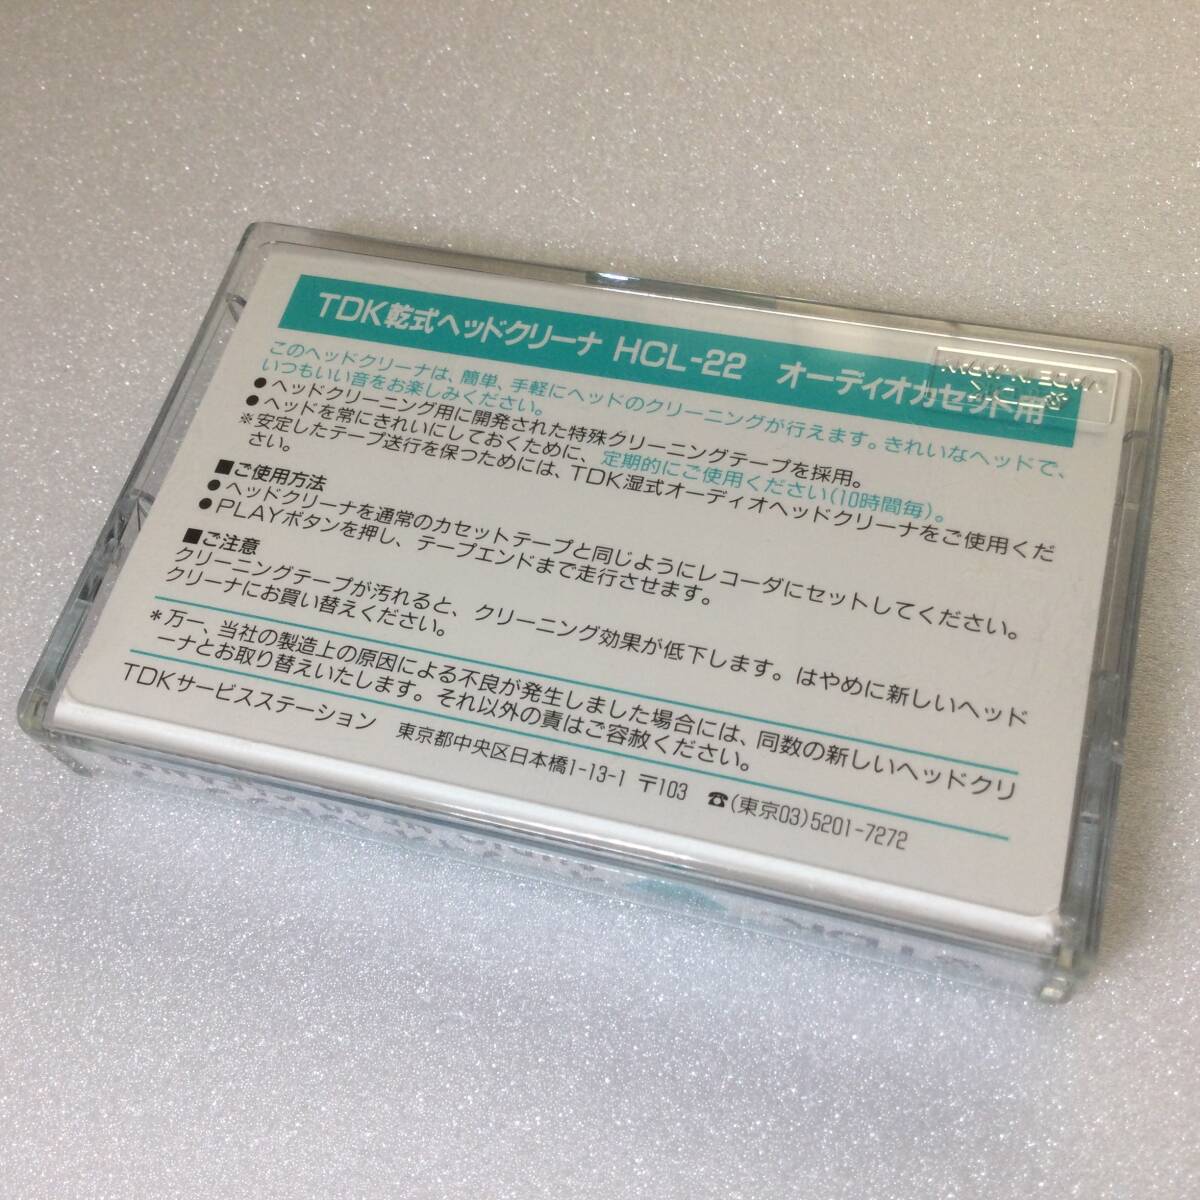 TDK乾式ヘッドクリーナ HCL-22 オーディオカセット用
このヘッドクリーナは、簡単、手軽にヘッドのクリーニングが行えます。きれいなヘッドで、
いつもいい音をお楽しみください。
●ヘッドクリーニング用に開発された特殊クリーニングテープを採用。
●ヘッドを常にきれいにしておくために、定期的にご使用ください(10時間毎)。
※安定したテープ送行を保つためには、TDK湿式オーディオヘッドクリーナをご使用くだ
さい。
■ご使用方法
●ヘッドクリーナを通常のカセットテープと同じようにレコーダにセットしてください。
●PLAYボタンを押し、テープエンドまで走行させます。
■ご注意
クリーニングテープが汚れると、クリーニング効果が低下します。はやめに新しいヘッド
クリーナにお買い替えください。
*万一、当社の製造上の原因による不良が発生しました場合には、同数の新しいヘッドクリ
ーナとお取り替えいたします。それ以外の責はご容赦ください。
TDKサービスステーション 東京都中央区日本橋1-13-1 〒103 ☎(東京03)5201-7272